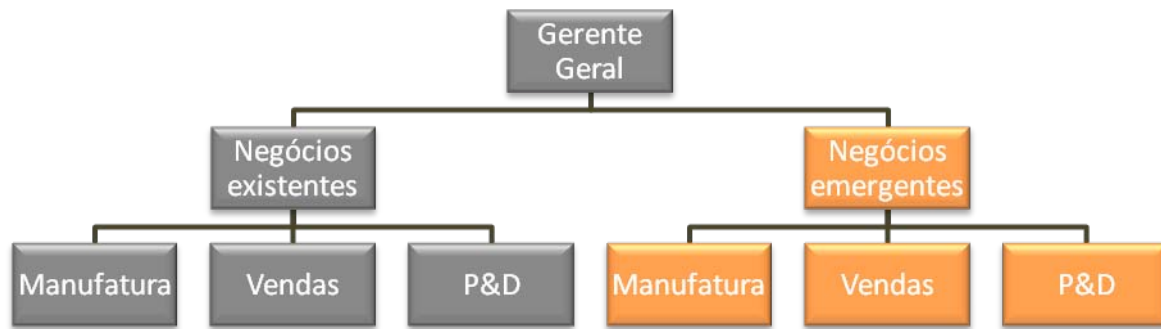 Gerente
Geral
Negócios
existentes
Negócios
emergentes
Manufatura
Vendas
P&D
Manufatura
Vendas
P&D